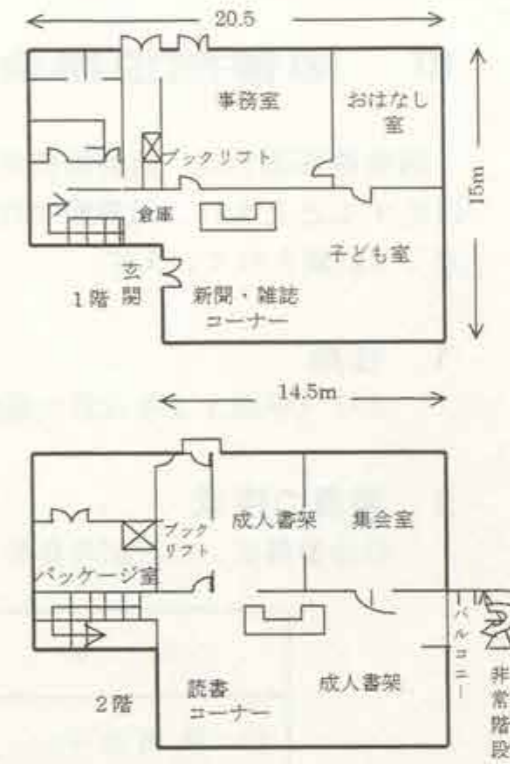 20.5
事務室
おはなし
室
ブックリフト
15m
倉庫
子ども室
玄
関
1階
新聞・雑誌
コーナー
14.5m
成人書架
集会室
ブック
リフト
パッケージ室
バルコニー
成人書架
読書
コーナー
2階
非常階段